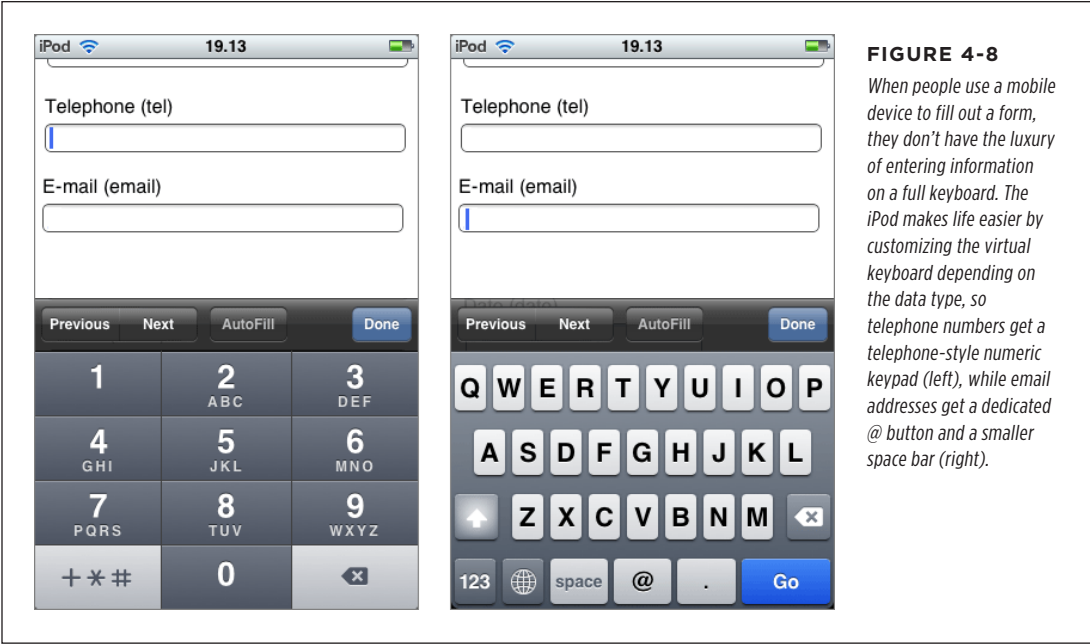 iPod 19.13
Telephone (tel)
E-mail (email)
Previous Next AutoFill Done
1 2 3
ABC DEF
4 5 6
GHI JKL MNO
7 8 9
PQRS TUV WXYZ
+*# 0
iPod 19.13
Telephone (tel)
E-mail (email)
Date (date)
Previous Next AutoFill Done
Q W E R T Y U I O P
A S D F G H J K L
Z X C V B N M
123 space @ . Go
FIGURE 4-8
When people use a mobile
device to fill out a form,
they don’t have the luxury
of entering information
on a full keyboard. The
iPod makes life easier by
customizing the virtual
keyboard depending on
the data type, so
telephone numbers get a
telephone-style numeric
keypad (left), while email
addresses get a dedicated
@ button and a smaller
space bar (right).